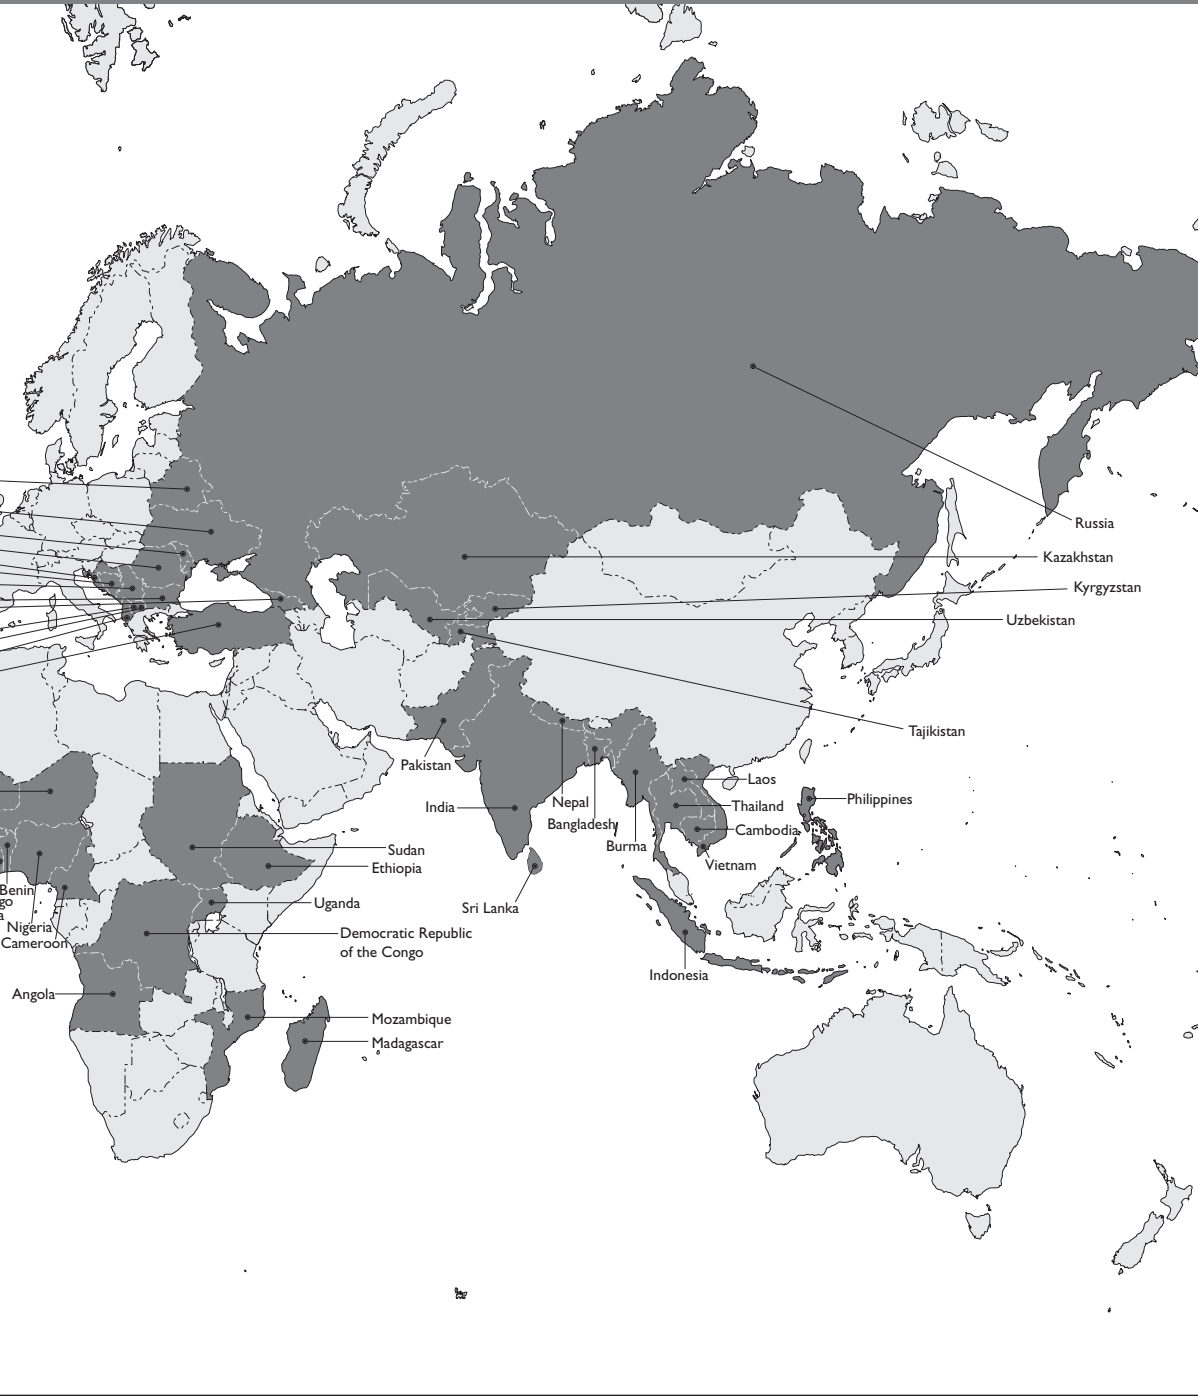 Russia
Kazakhstan
Kyrgyzstan
Uzbekistan
Tajikistan
Pakistan
Laos
India
Nepal
Thailand
Philippines
Bangladesh
Cambodia
Burma
Sudan
Vietnam
Ethiopia
Benin
go
a
Uganda
Sri Lanka
Nigeria
Cameroon
Democratic Republic
of the Congo
Indonesia
Angola
Mozambique
Madagascar